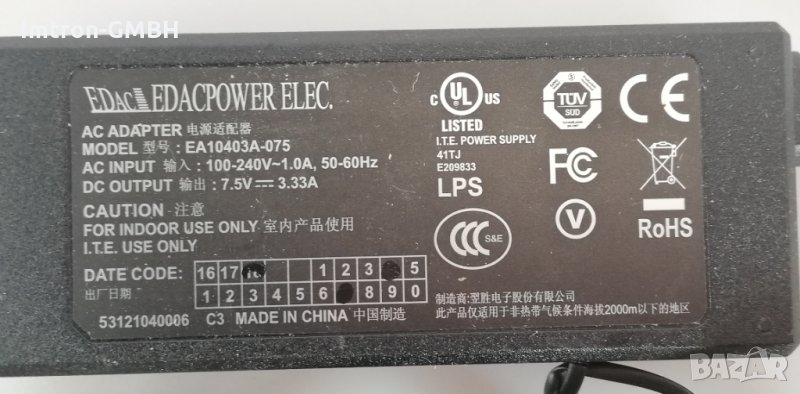 Imtron-GMBH
EDAC EDACPOWER ELEC.
AC ADAPTER 电源适配器
MODEL 型号: EA10403A-075
AC INPUT 输入: 100-240V~1.0A, 50-60Hz
DC OUTPUT 输出: 7.5V⎓3.33A
CAUTION - 注意
FOR INDOOR USE ONLY 室内产品使用
I.T.E. USE ONLY
DATE CODE: 16 17 1 2 3 5
出厂日期 1 2 3 4 5 6 8 9 0
53121040006 C3 MADE IN CHINA 中国制造
C UL US
LISTED
I.T.E. POWER SUPPLY
41TJ
E209833
LPS
CCC S&E
TÜV
SÜD
CE
FC
V
RoHS
制造商: 翌胜电子股份有限公司
此产品仅适用于非热带气候条件海拔2000m以下的地区
BAZAR